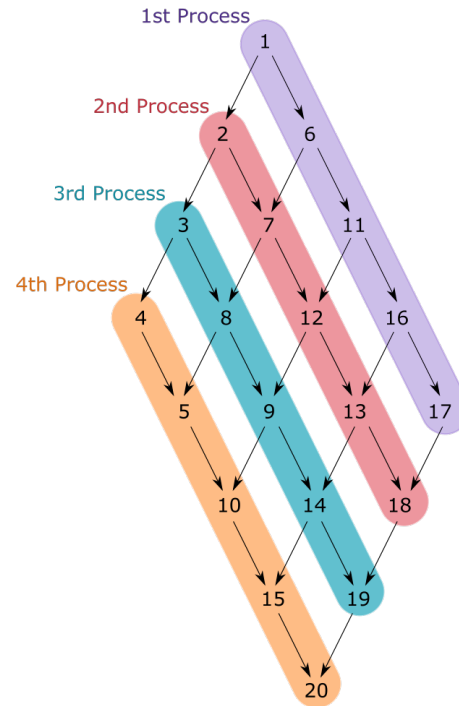 1st Process
1
2nd Process
2 6
3rd Process
3 7 11
4th Process
4 8 12 16
5 9 13 17
10 14 18
15 19
20